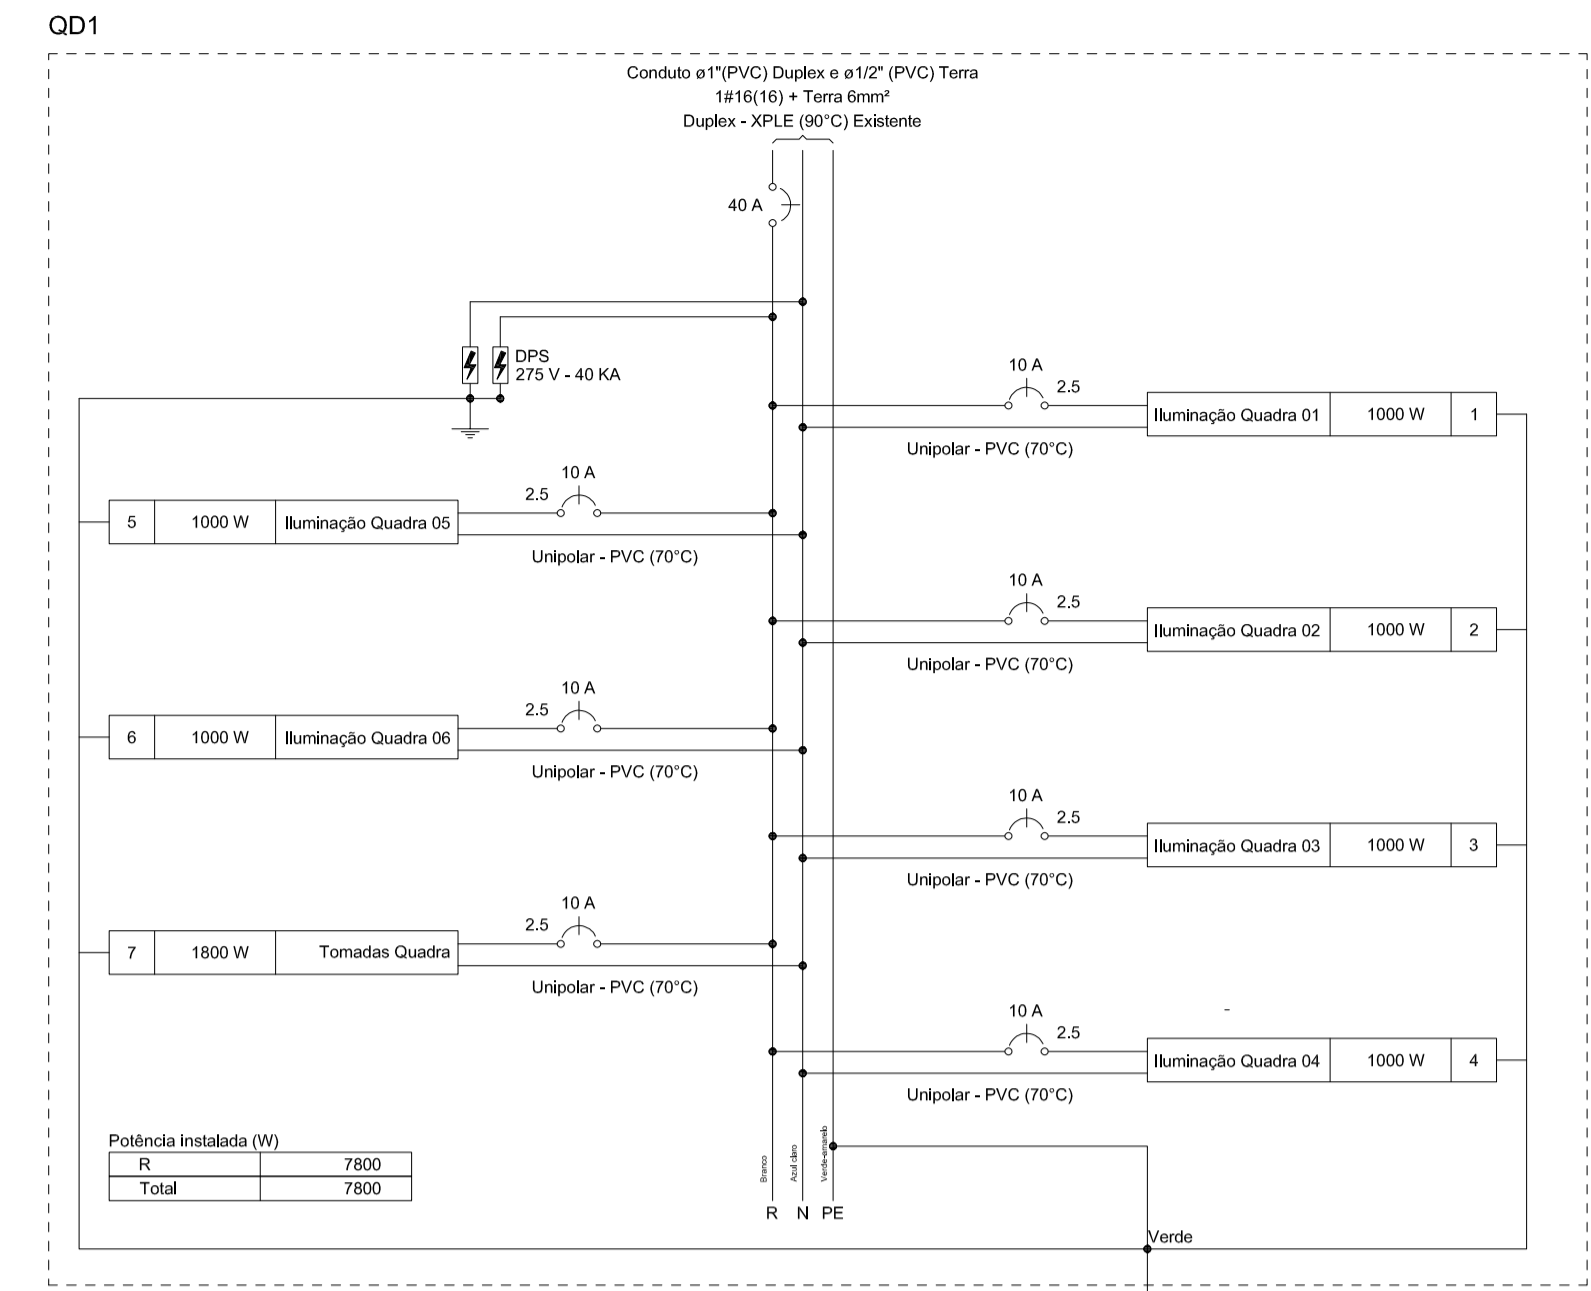 QD1
Conduto ø1"(PVC) Duplex e ø1/2" (PVC) Terra
1#16(16) + Terra 6mm²
Duplex - XPLE (90°C) Existente
40 A
DPS
275 V - 40 KA
10 A
2.5
Iluminação Quadra 01 1000 W 1
Unipolar - PVC (70°C)
10 A
2.5
5 1000 W Iluminação Quadra 05
Unipolar - PVC (70°C)
10 A
2.5
Iluminação Quadra 02 1000 W 2
Unipolar - PVC (70°C)
10 A
2.5
6 1000 W Iluminação Quadra 06
Unipolar - PVC (70°C)
10 A
2.5
Iluminação Quadra 03 1000 W 3
Unipolar - PVC (70°C)
10 A
2.5
7 1800 W Tomadas Quadra
Unipolar - PVC (70°C)
10 A
2.5
Iluminação Quadra 04 1000 W 4
Unipolar - PVC (70°C)
Potência instalada (W)
R 7800
Total 7800
Branco
Azul claro
Verde-amarelo
R N PE
Verde